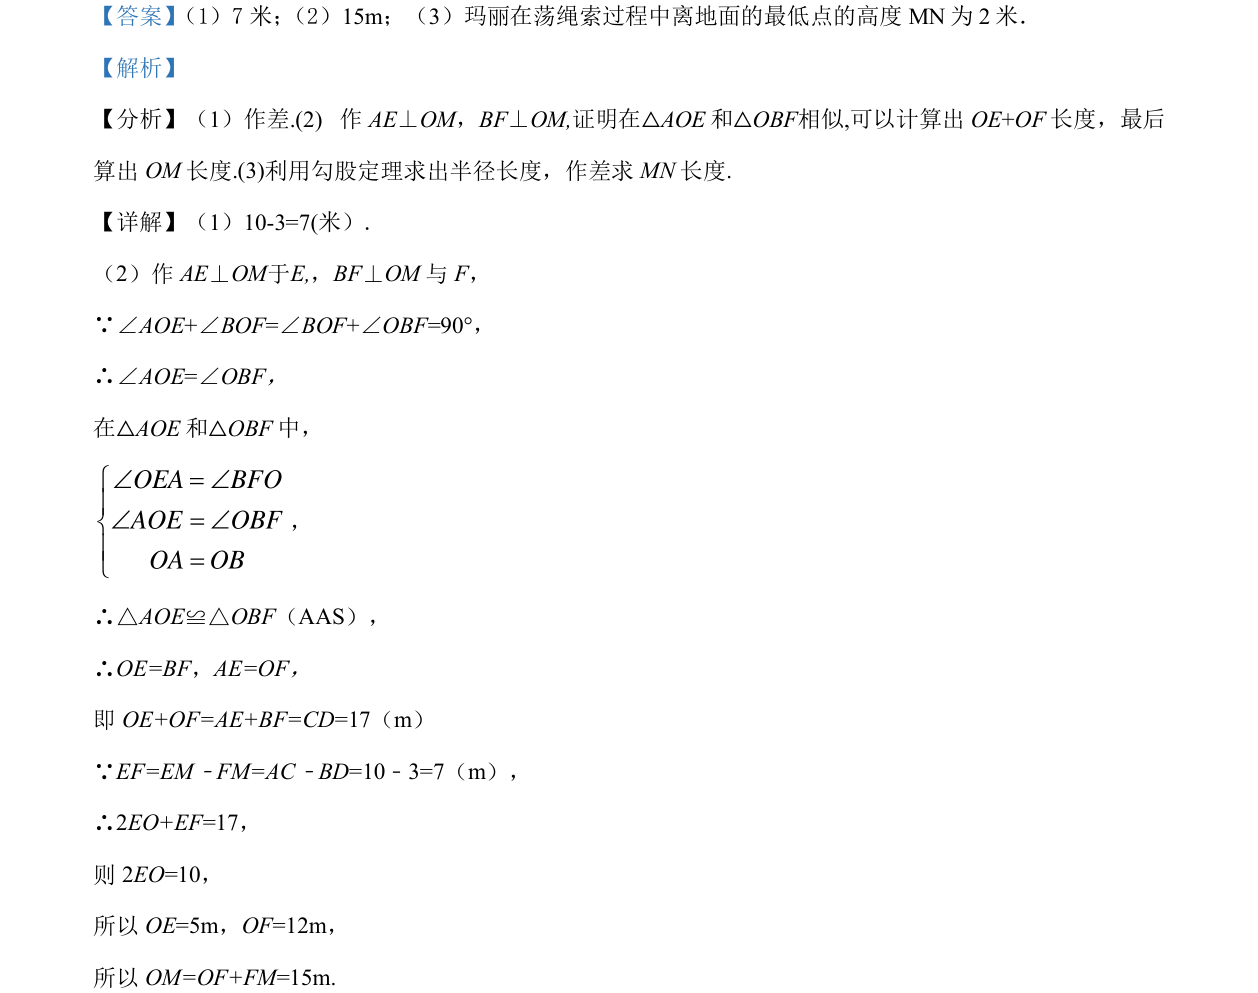 【答案】（1）7 米；（2）15m；（3）玛丽在荡绳索过程中离地面的最低点的高度 MN 为 2 米．
【解析】
【分析】（1）作差.(2) 作 AE⊥OM，BF⊥OM,证明在△AOE 和△OBF相似,可以计算出 OE+OF 长度，最后
算出 OM 长度.(3)利用勾股定理求出半径长度，作差求 MN 长度.
【详解】（1）10-3=7(米）.
（2）作 AE⊥OM于E,，BF⊥OM 与 F，
∵∠AOE+∠BOF=∠BOF+∠OBF=90°，
∴∠AOE=∠OBF，
在△AOE 和△OBF 中，
∠OEA = ∠BFO
∠AOE = ∠OBF ，
OA = OB
∴△AOE≌△OBF（AAS），
∴OE=BF，AE=OF，
即 OE+OF=AE+BF=CD=17（m）
∵EF=EM﹣FM=AC﹣BD=10﹣3=7（m），
∴2EO+EF=17，
则 2EO=10，
所以 OE=5m，OF=12m，
所以 OM=OF+FM=15m.